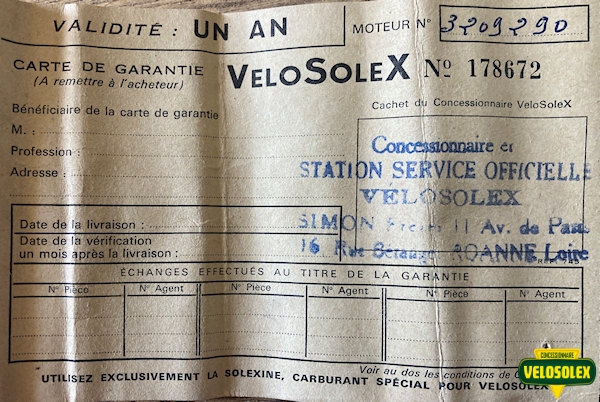 VALIDITÉ : UN AN
MOTEUR N° 3209290
CARTE DE GARANTIE
(A remettre à l'acheteur)
VELOSOLEX No 178672
Bénéficiaire de la carte de garantie
Cachet du Concessionnaire VELOSOLEX
M. :
Profession :
Adresse :
Concessionnaire et
STATION SERVICE OFFICIELLE
VÉLOSOLEX
SIMON Frères 11 Av. de Paris
16 Rue ROANNE Loire
Date de la livraison :
Date de la vérification
un mois après la livraison :
ÉCHANGES EFFECTUÉS AU TITRE DE LA GARANTIE
N° Pièce N° Agent N° Pièce N° Agent N° Pièce N° Agent
Voir au dos les conditions de
UTILISEZ EXCLUSIVEMENT LA SOLEXINE, CARBURANT SPÉCIAL POUR VELOSOLEX
CONCESSIONNAIRE
VELOSOLEX